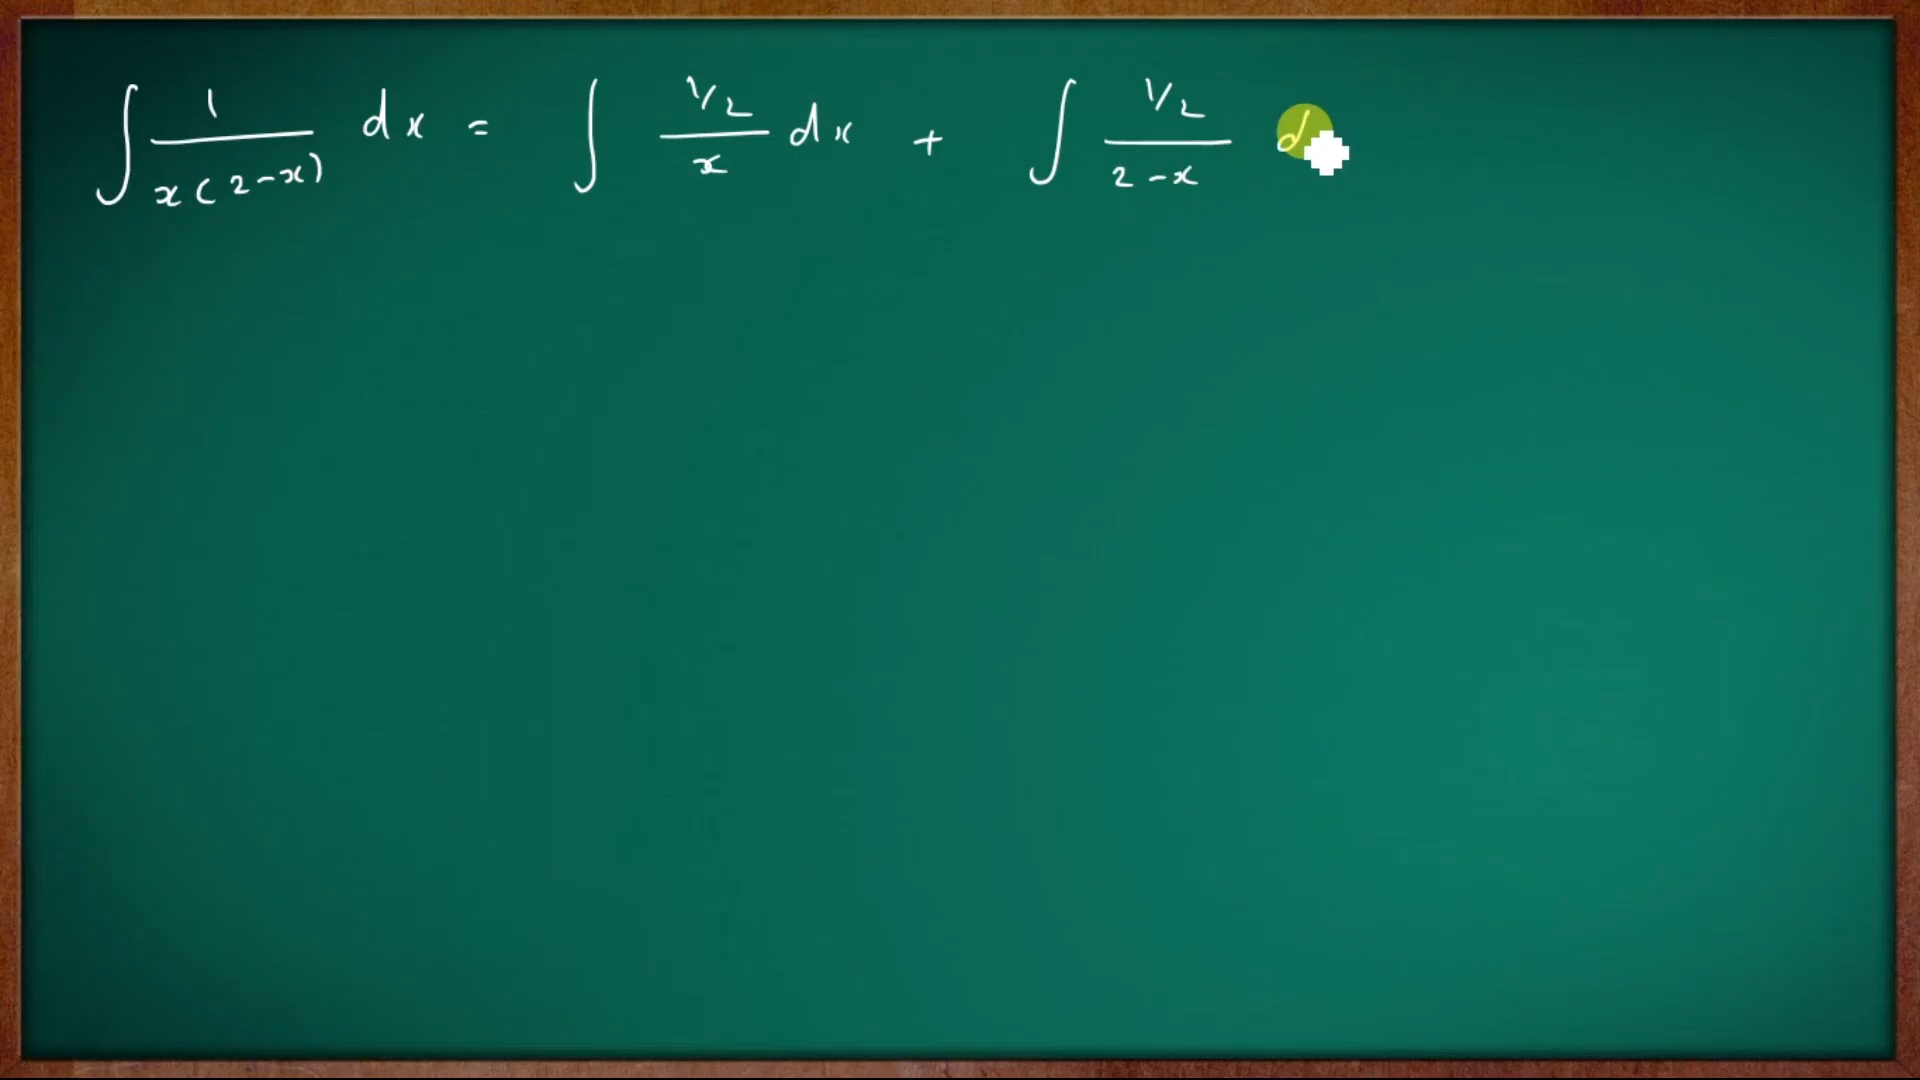 ∫ 1/(x(2-x)) dx = ∫ (1/2)/x dx + ∫ (1/2)/(2-x) d